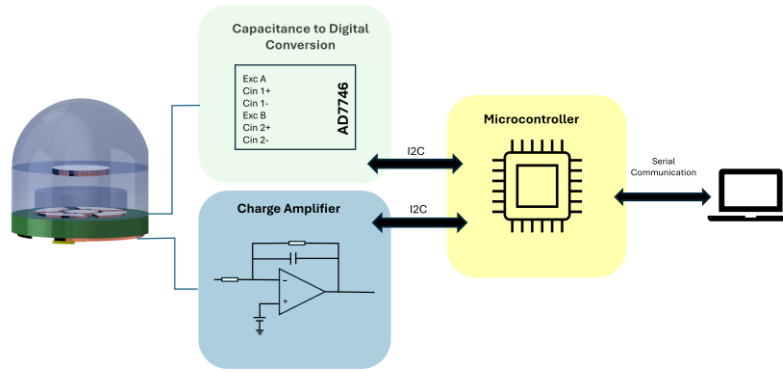 Capacitance to Digital
Conversion
Exc A
Cin 1+
Cin 1-
Exc B
Cin 2+
Cin 2-
AD7746
I2C
Charge Amplifier
I2C
Microcontroller
Serial
Communication